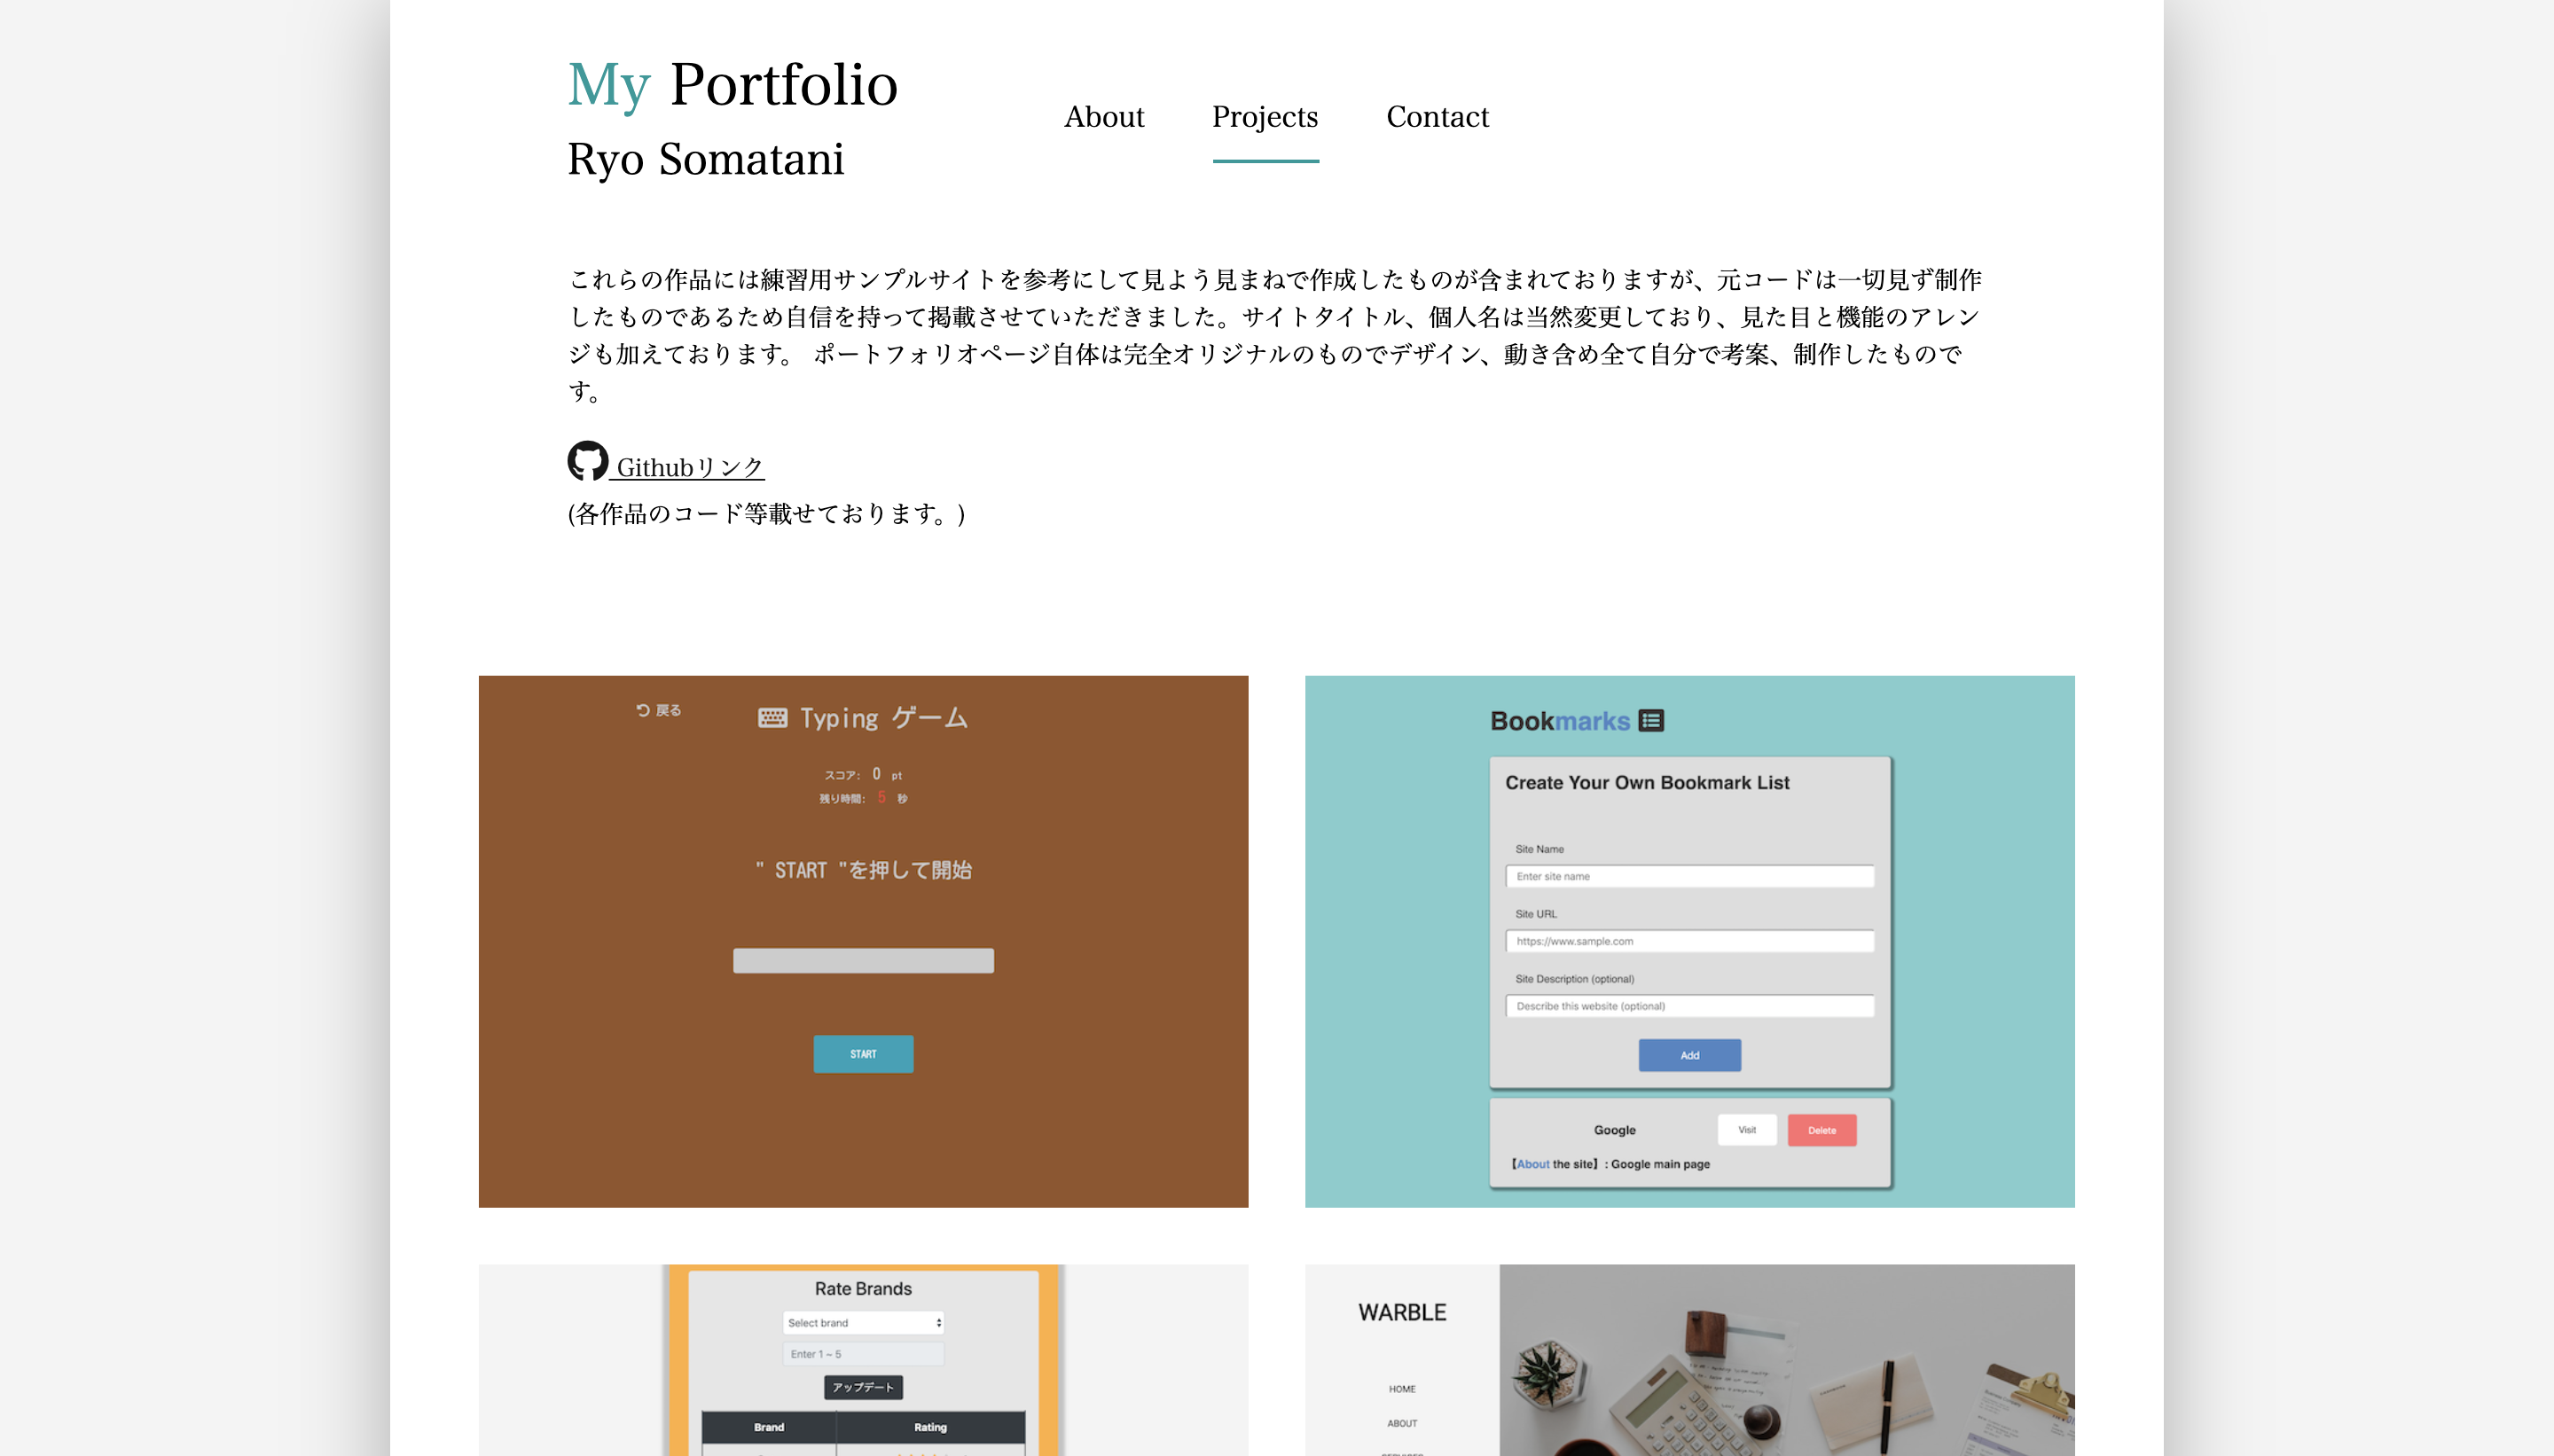 My Portfolio
Ryo Somatani
About
Projects
Contact
これらの作品には練習用サンプルサイトを参考にして見よう見まねで作成したものが含まれておりますが、元コードは一切見ず制作
したものであるため自信を持って掲載させていただきました。サイトタイトル、個人名は当然変更しており、見た目と機能のアレン
ジも加えております。 ポートフォリオページ自体は完全オリジナルのものでデザイン、動き含め全て自分で考案、制作したもので
す。
Githubリンク
(各作品のコード等載せております。)
戻る
Typing ゲーム
スコア: 0 pt
残り時間: 5 秒
" START "を押して開始
START
Bookmarks
Create Your Own Bookmark List
Site Name
Enter site name
Site URL
https://www.sample.com
Site Description (optional)
Describe this website (optional)
Add
Google
Visit
Delete
【About the site】: Google main page
Rate Brands
Select brand
Enter 1 ~ 5
アップデート
Brand
Rating
WARBLE
HOME
ABOUT